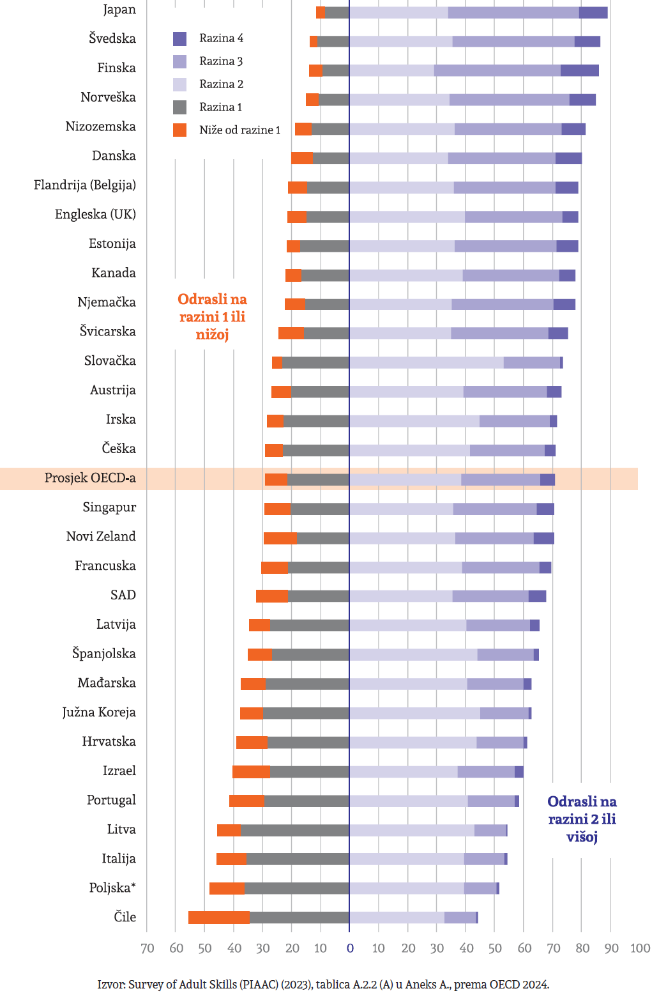 Japan
Švedska
Finska
Norveška
Nizozemska
Danska
Flandrija (Belgija)
Engleska (UK)
Estonija
Kanada
Njemačka
Švicarska
Slovačka
Austrija
Irska
Češka
Prosjek OECD-a
Singapur
Novi Zeland
Francuska
SAD
Latvija
Španjolska
Mađarska
Južna Koreja
Hrvatska
Izrael
Portugal
Litva
Italija
Poljska*
Čile
Razina 4
Razina 3
Razina 2
Razina 1
Niže od razine 1
Odrasli na
razini 1 ili
nižoj
Odrasli na
razini 2 ili
višoj
70 60 50 40 30 20 10 0 10 20 30 40 50 60 70 80 90 100
Izvor: Survey of Adult Skills (PIAAC) (2023), tablica A.2.2 (A) u Aneks A., prema OECD 2024.